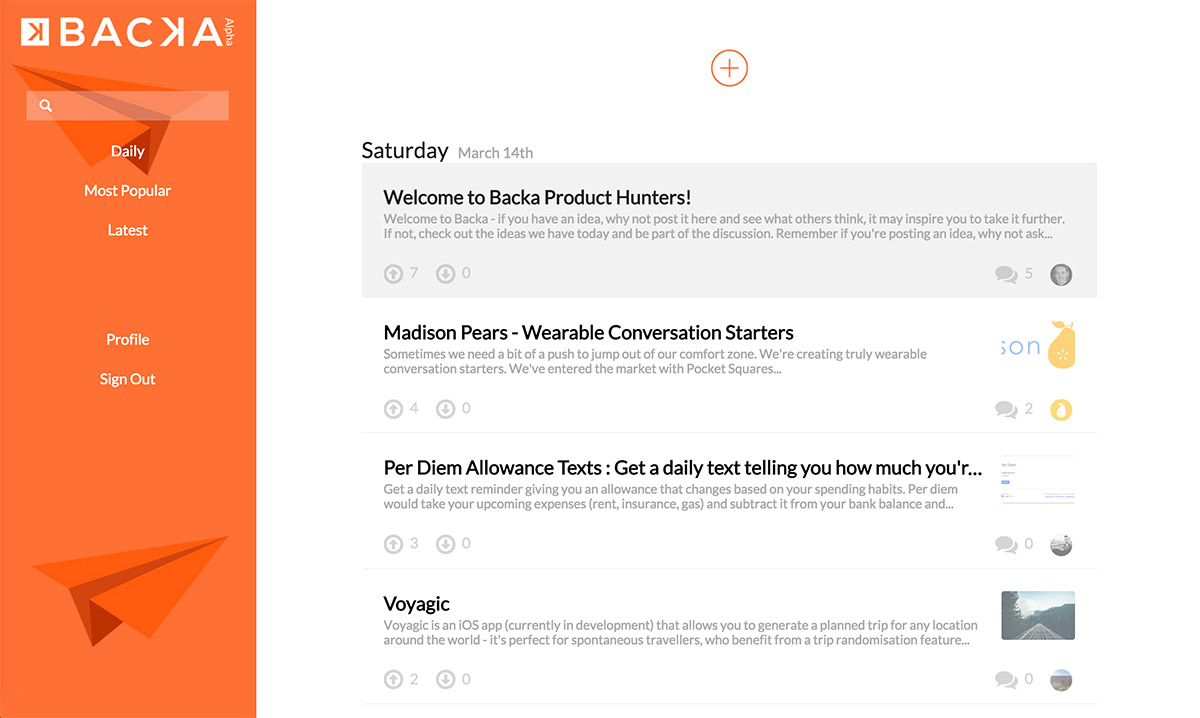 BACKA Alpha
Daily
Most Popular
Latest
Profile
Sign Out
Saturday March 14th
Welcome to Backa Product Hunters!
Welcome to Backa - if you have an idea, why not post it here and see what others think, it may inspire you to take it further.
If not, check out the ideas we have today and be part of the discussion. Remember if you're posting an idea, why not ask...
7 0 5
Madison Pears - Wearable Conversation Starters
Sometimes we need a bit of a push to jump out of our comfort zone. We're creating truly wearable
conversation starters. We've entered the market with Pocket Squares...
son
4 0 2
Per Diem Allowance Texts : Get a daily text telling you how much you'r...
Get a daily text reminder giving you an allowance that changes based on your spending habits. Per diem
would take your upcoming expenses (rent, insurance, gas) and subtract it from your bank balance and...
3 0 0
Voyagic
Voyagic is an iOS app (currently in development) that allows you to generate a planned trip for any location
around the world - it's perfect for spontaneous travellers, who benefit from a trip randomisation feature...
2 0 0